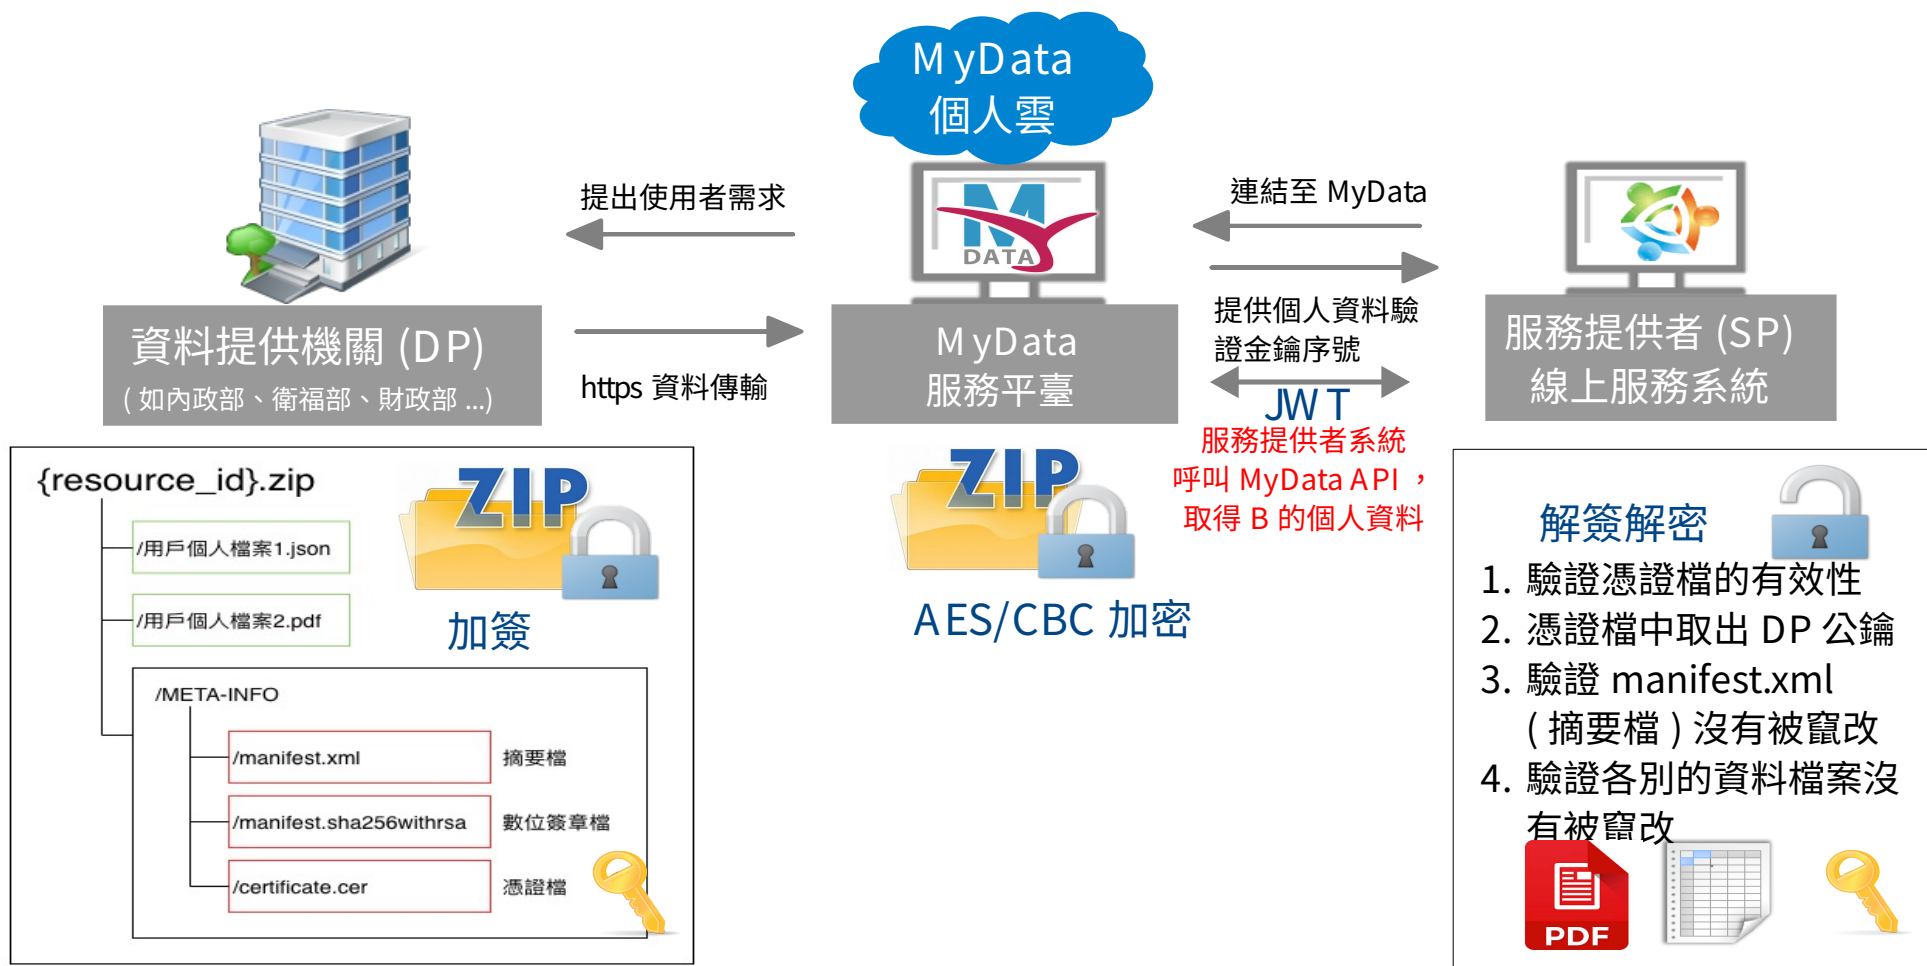 MyData
個人雲
提出使用者需求
連結至 MyData
M
DATA
資料提供機關 (DP)
( 如內政部、衛福部、財政部 ...)
https 資料傳輸
MyData
服務平臺
提供個人資料驗
證金鑰序號
JWT
服務提供者系統
呼叫 MyData API ，
取得 B 的個人資料
服務提供者 (SP)
線上服務系統
{resource_id}.zip
ZIP
/用戶個人檔案1.json
/用戶個人檔案2.pdf
加簽
/META-INFO
/manifest.xml 摘要檔
/manifest.sha256withrsa 數位簽章檔
/certificate.cer 憑證檔
ZIP
AES/CBC 加密
解簽解密
1. 驗證憑證檔的有效性
2. 憑證檔中取出 DP 公鑰
3. 驗證 manifest.xml
( 摘要檔 ) 沒有被竄改
4. 驗證各別的資料檔案沒
有被竄改
PDF